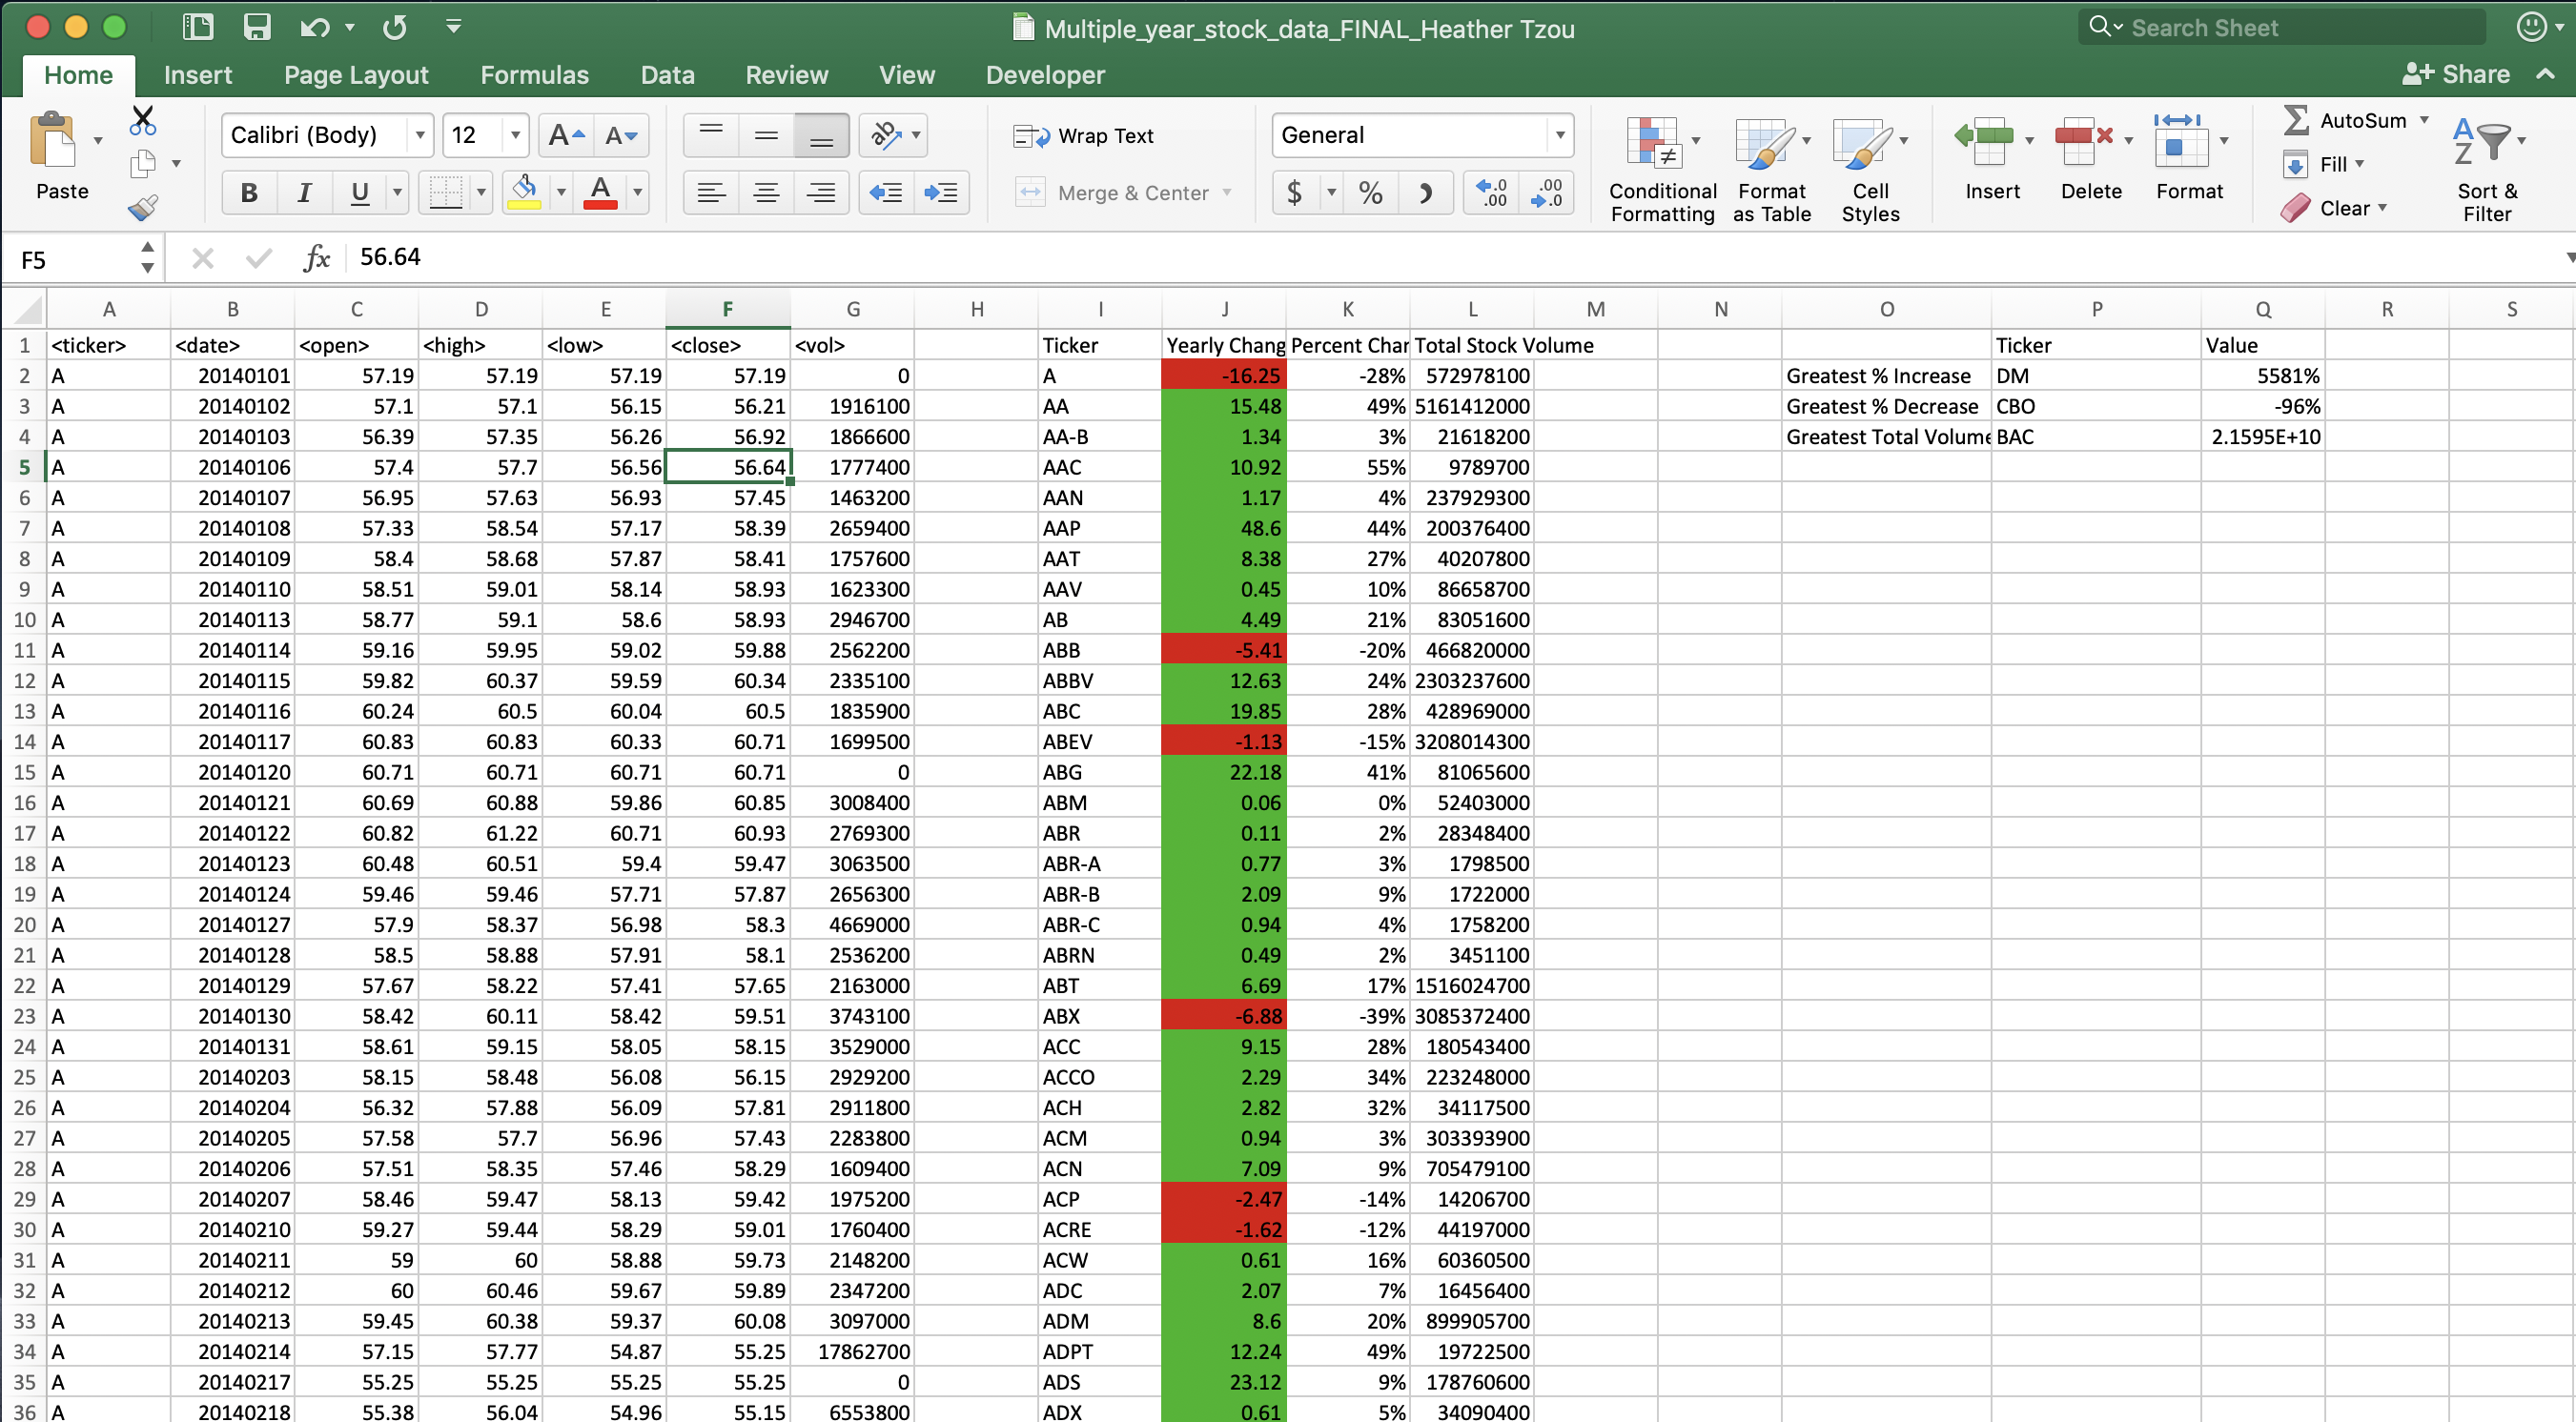 Multiple_year_stock_data_FINAL_Heather Tzou
Search Sheet
Home Insert Page Layout Formulas Data Review View Developer Share
Paste
Calibri (Body) 12
Wrap Text
Merge & Center
General
Conditional Formatting
Format as Table
Cell Styles
Insert Delete Format
AutoSum
Fill
Clear
Sort & Filter
F5 fx 56.64
A B C D E F G H I J K L M N O P Q R S
1 <ticker> <date> <open> <high> <low> <close> <vol> Ticker Yearly Chang Percent Char Total Stock Volume Ticker Value
2 A 20140101 57.19 57.19 57.19 57.19 0 A -16.25 -28% 572978100 Greatest % Increase DM 5581%
3 A 20140102 57.1 57.1 56.15 56.21 1916100 AA 15.48 49% 5161412000 Greatest % Decrease CBO -96%
4 A 20140103 56.39 57.35 56.26 56.92 1866600 AA-B 1.34 3% 21618200 Greatest Total Volume BAC 2.1595E+10
5 A 20140106 57.4 57.7 56.56 56.64 1777400 AAC 10.92 55% 9789700
6 A 20140107 56.95 57.63 56.93 57.45 1463200 AAN 1.17 4% 237929300
7 A 20140108 57.33 58.54 57.17 58.39 2659400 AAP 48.6 44% 200376400
8 A 20140109 58.4 58.68 57.87 58.41 1757600 AAT 8.38 27% 40207800
9 A 20140110 58.51 59.01 58.14 58.93 1623300 AAV 0.45 10% 86658700
10 A 20140113 58.77 59.1 58.6 58.93 2946700 AB 4.49 21% 83051600
11 A 20140114 59.16 59.95 59.02 59.88 2562200 ABB -5.41 -20% 466820000
12 A 20140115 59.82 60.37 59.59 60.34 2335100 ABBV 12.63 24% 2303237600
13 A 20140116 60.24 60.5 60.04 60.5 1835900 ABC 19.85 28% 428969000
14 A 20140117 60.83 60.83 60.33 60.71 1699500 ABEV -1.13 -15% 3208014300
15 A 20140120 60.71 60.71 60.71 60.71 0 ABG 22.18 41% 81065600
16 A 20140121 60.69 60.88 59.86 60.85 3008400 ABM 0.06 0% 52403000
17 A 20140122 60.82 61.22 60.71 60.93 2769300 ABR 0.11 2% 28348400
18 A 20140123 60.48 60.51 59.4 59.47 3063500 ABR-A 0.77 3% 1798500
19 A 20140124 59.46 59.46 57.71 57.87 2656300 ABR-B 2.09 9% 1722000
20 A 20140127 57.9 58.37 56.98 58.3 4669000 ABR-C 0.94 4% 1758200
21 A 20140128 58.5 58.88 57.91 58.1 2536200 ABRN 0.49 2% 3451100
22 A 20140129 57.67 58.22 57.41 57.65 2163000 ABT 6.69 17% 1516024700
23 A 20140130 58.42 60.11 58.42 59.51 3743100 ABX -6.88 -39% 3085372400
24 A 20140131 58.61 59.15 58.05 58.15 3529000 ACC 9.15 28% 180543400
25 A 20140203 58.15 58.48 56.08 56.15 2929200 ACCO 2.29 34% 223248000
26 A 20140204 56.32 57.88 56.09 57.81 2911800 ACH 2.82 32% 34117500
27 A 20140205 57.58 57.7 56.96 57.43 2283800 ACM 0.94 3% 303393900
28 A 20140206 57.51 58.35 57.46 58.29 1609400 ACN 7.09 9% 705479100
29 A 20140207 58.46 59.47 58.13 59.42 1975200 ACP -2.47 -14% 14206700
30 A 20140210 59.27 59.44 58.29 59.01 1760400 ACRE -1.62 -12% 44197000
31 A 20140211 59 60 58.88 59.73 2148200 ACW 0.61 16% 60360500
32 A 20140212 60 60.46 59.67 59.89 2347200 ADC 2.07 7% 16456400
33 A 20140213 59.45 60.38 59.37 60.08 3097000 ADM 8.6 20% 899905700
34 A 20140214 57.15 57.77 54.87 55.25 17862700 ADPT 12.24 49% 19722500
35 A 20140217 55.25 55.25 55.25 55.25 0 ADS 23.12 9% 178760600
36 A 20140218 55.38 56.04 54.96 55.15 6553800 ADX 0.61 5% 34090400